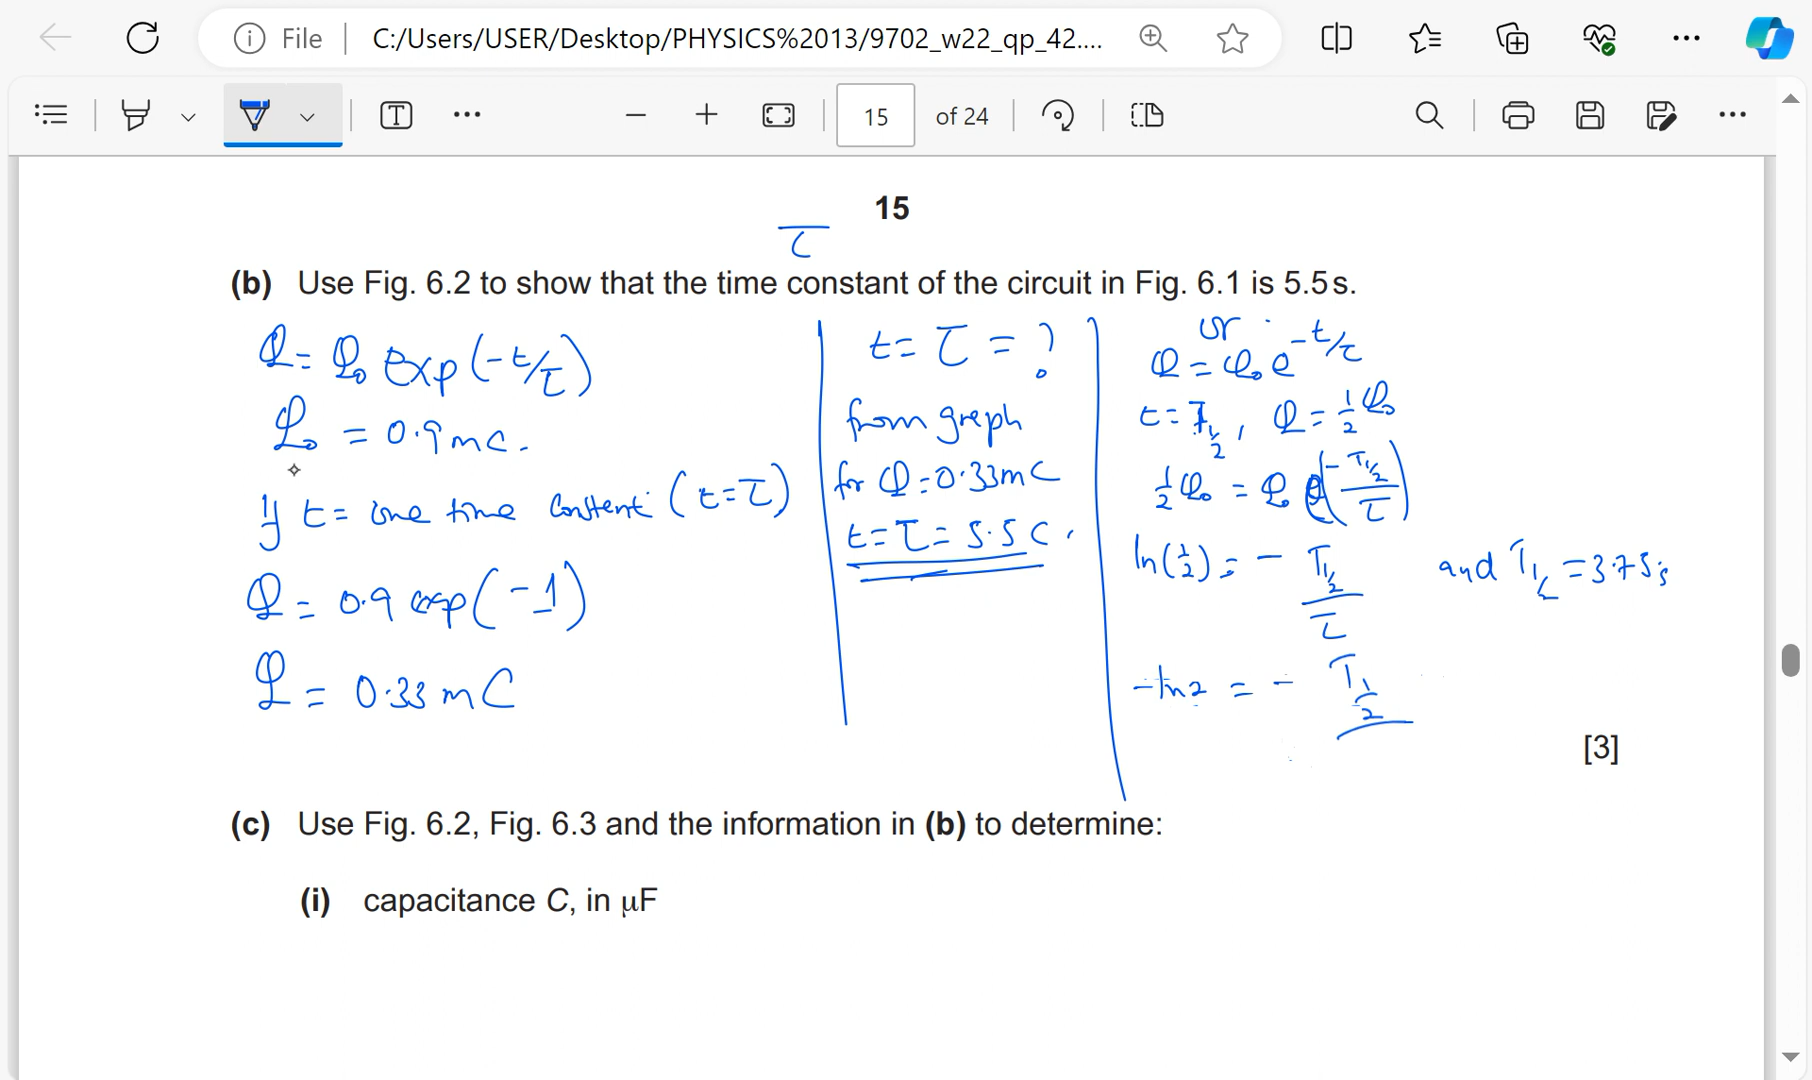 File C:/Users/USER/Desktop/PHYSICS%2013/9702_w22_qp_42....
15 of 24
15
τ
(b) Use Fig. 6.2 to show that the time constant of the circuit in Fig. 6.1 is 5.5 s.
Q = Q₀ Exp(-t/τ)
Q₀ = 0.9 mC.
If t = one time constent (t = τ)
Q = 0.9 exp(-1)
Q = 0.33 mC
t = τ = ?
from graph
for Q = 0.33mC
t = τ = 5.5 C.
or
Q = Q₀ e^(-t/τ)
t = T½, Q = ½ Q₀
½ Q₀ = Q₀ e^(-T½/τ)
ln(½) = - T½/τ and T½ = 3.75 s
-ln2 = - T½
[3]
(c) Use Fig. 6.2, Fig. 6.3 and the information in (b) to determine:
(i) capacitance C, in μF